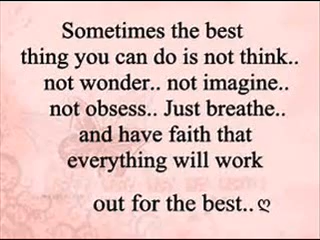 Sometimes the best
thing you can do is not think..
not wonder.. not imagine..
not obsess.. Just breathe..
and have faith that
everything will work
out for the best..ღ